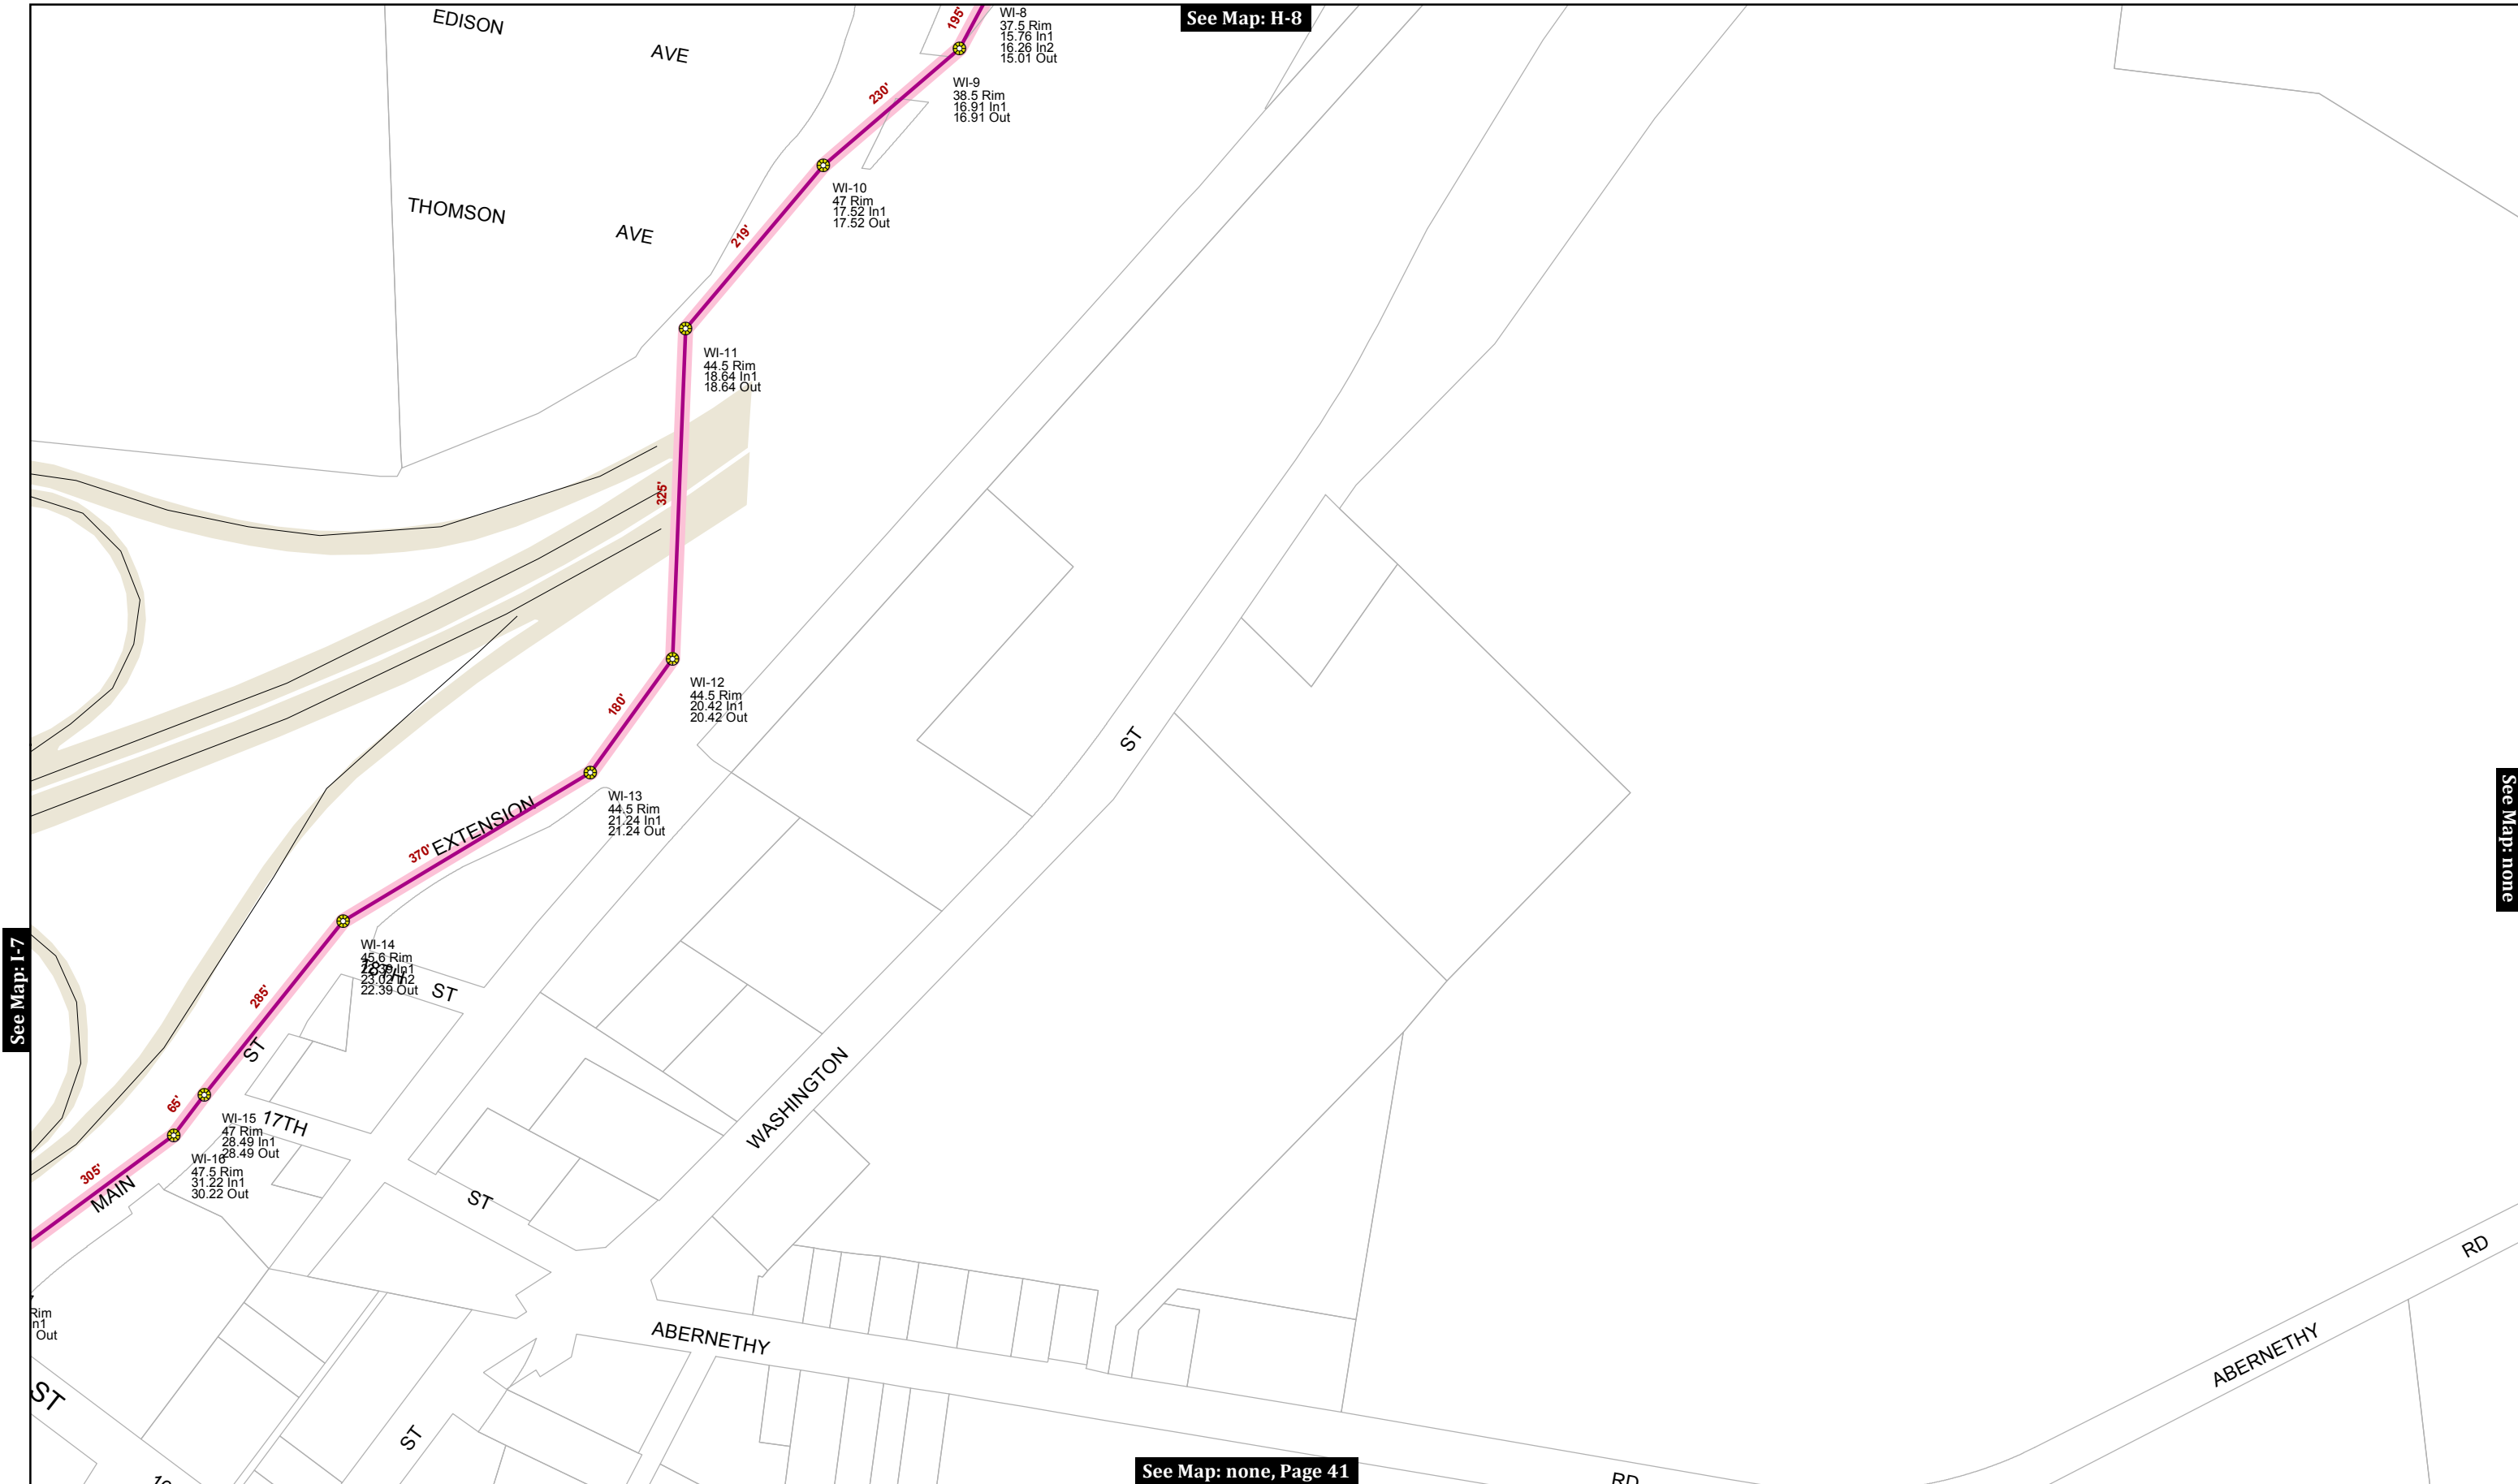 EDISON
AVE
195'
WI-8
37.5 Rim
15.76 In1
16.26 In2
15.01 Out
See Map: H-8
230'
WI-9
38.5 Rim
16.91 In1
16.91 Out
THOMSON
AVE
219'
WI-10
47 Rim
17.52 In1
17.52 Out
WI-11
44.5 Rim
18.64 In1
18.64 Out
325'
WI-12
44.5 Rim
20.42 In1
20.42 Out
180'
ST
WI-13
44.5 Rim
21.24 In1
21.24 Out
EXTENSION
370'
See Map: none
See Map: I-7
WI-14
45.6 Rim
18TH
23.02 In2
22.39 Out
ST
285'
ST
WASHINGTON
65'
WI-15
47 Rim
28.49 In1
28.49 Out
17TH
WI-16
47.5 Rim
31.22 In1
30.22 Out
305'
MAIN
ST
RD
Rim
n1
Out
ABERNETHY
ABERNETHY
ST
ST
See Map: none, Page 41
RD